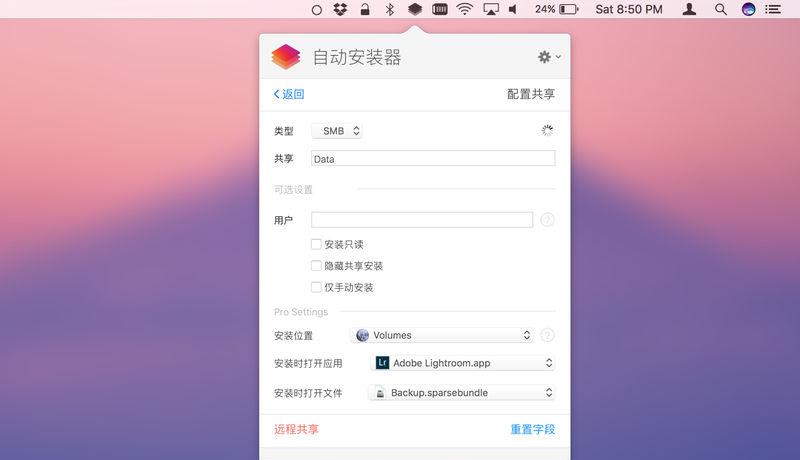 24%
Sat 8:50 PM
自动安装器
返回
配置共享
类型
SMB
共享
Data
可选设置
用户
?
安装只读
隐藏共享安装
仅手动安装
Pro Settings
安装位置
Volumes
?
安装时打开应用
Lr
Adobe Lightroom.app
安装时打开文件
Backup.sparsebundle
远程共享
重置字段